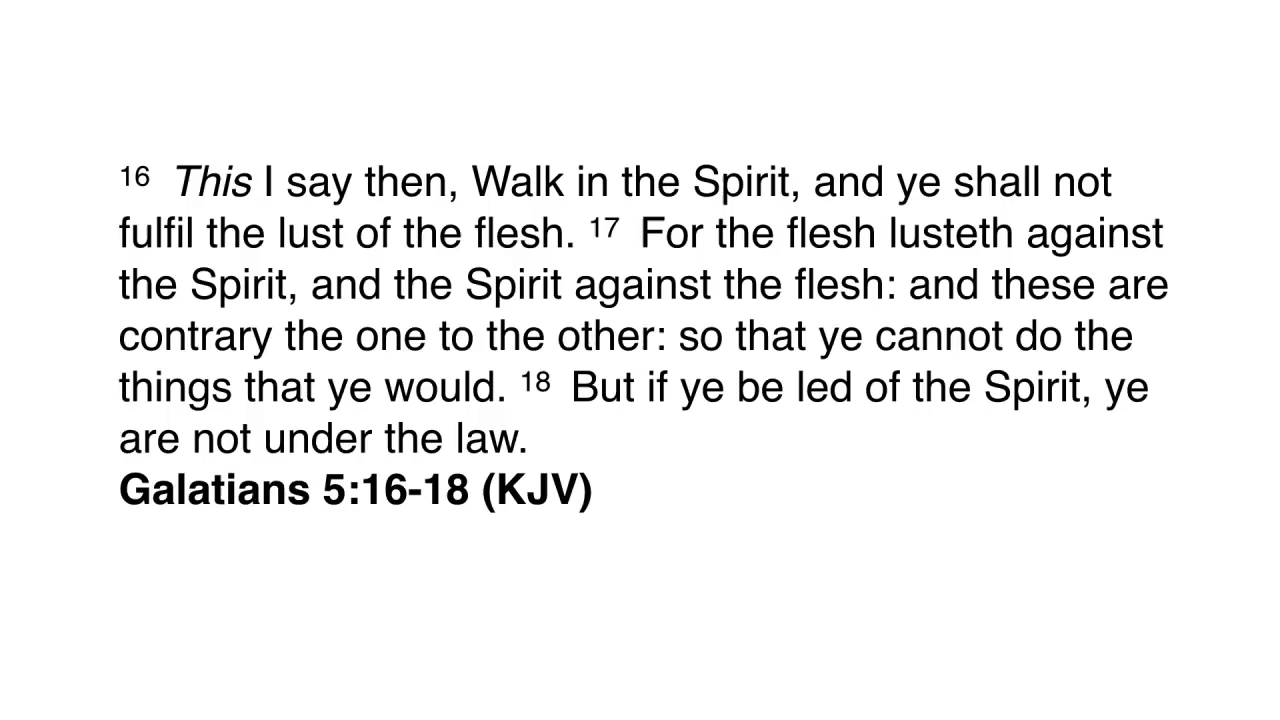 16 This I say then, Walk in the Spirit, and ye shall not
fulfil the lust of the flesh. 17 For the flesh lusteth against
the Spirit, and the Spirit against the flesh: and these are
contrary the one to the other: so that ye cannot do the
things that ye would. 18 But if ye be led of the Spirit, ye
are not under the law.
Galatians 5:16-18 (KJV)